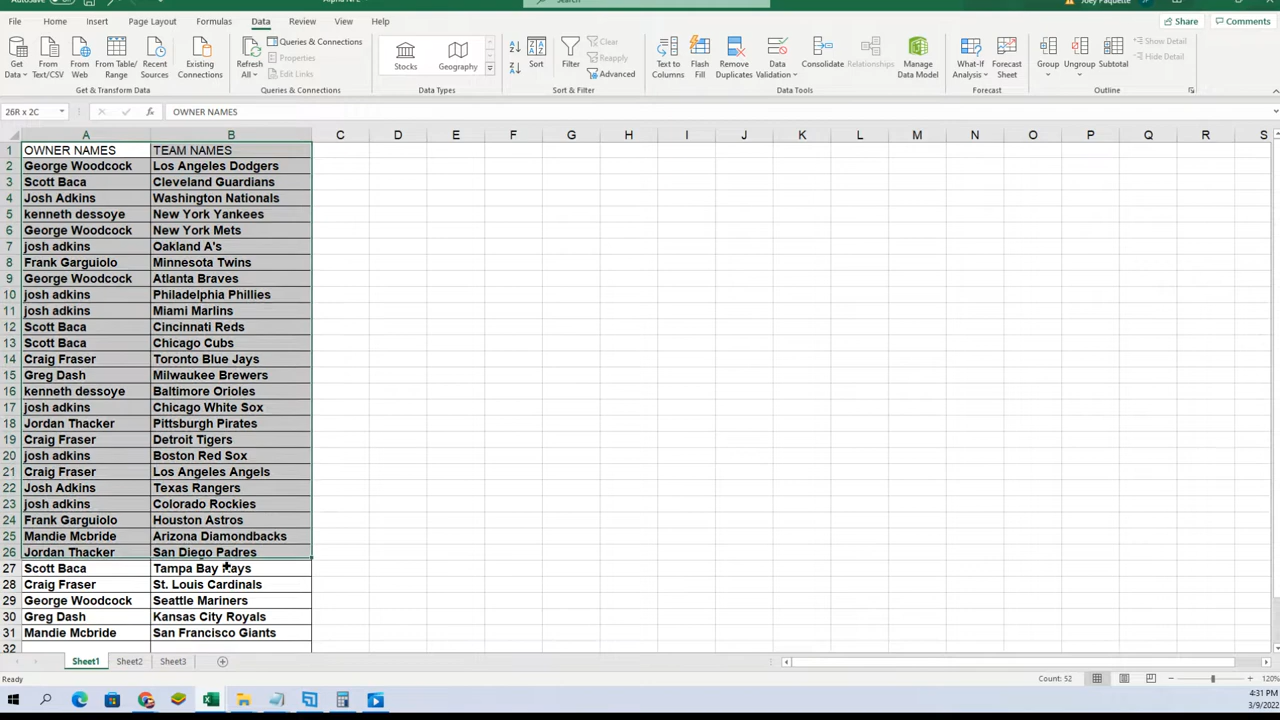 AutoSave
Search
Joey Paquette
File Home Insert Page Layout Formulas Data Review View Help
Share Comments
Get Data From Text/CSV From Web From Table/Range Recent Sources Existing Connections
Refresh All Queries & Connections Properties Edit Links
Stocks Geography
Sort Filter Clear Reapply Advanced
Text to Columns Flash Fill Remove Duplicates Data Validation Consolidate Relationships Manage Data Model
What-If Analysis Forecast Sheet
Group Ungroup Subtotal Show Detail Hide Detail
Get & Transform Data Queries & Connections Data Types Sort & Filter Data Tools Forecast Outline
26R x 2C fx OWNER NAMES
A B C D E F G H I J K L M N O P Q R S
1 OWNER NAMES TEAM NAMES
2 George Woodcock Los Angeles Dodgers
3 Scott Baca Cleveland Guardians
4 Josh Adkins Washington Nationals
5 kenneth dessoye New York Yankees
6 George Woodcock New York Mets
7 josh adkins Oakland A's
8 Frank Garguiolo Minnesota Twins
9 George Woodcock Atlanta Braves
10 josh adkins Philadelphia Phillies
11 josh adkins Miami Marlins
12 Scott Baca Cincinnati Reds
13 Scott Baca Chicago Cubs
14 Craig Fraser Toronto Blue Jays
15 Greg Dash Milwaukee Brewers
16 kenneth dessoye Baltimore Orioles
17 josh adkins Chicago White Sox
18 Jordan Thacker Pittsburgh Pirates
19 Craig Fraser Detroit Tigers
20 josh adkins Boston Red Sox
21 Craig Fraser Los Angeles Angels
22 Josh Adkins Texas Rangers
23 josh adkins Colorado Rockies
24 Frank Garguiolo Houston Astros
25 Mandie Mcbride Arizona Diamondbacks
26 Jordan Thacker San Diego Padres
27 Scott Baca Tampa Bay Rays
28 Craig Fraser St. Louis Cardinals
29 George Woodcock Seattle Mariners
30 Greg Dash Kansas City Royals
31 Mandie Mcbride San Francisco Giants
32
Sheet1 Sheet2 Sheet3
Ready Count: 52 120%
4:31 PM
3/9/2022